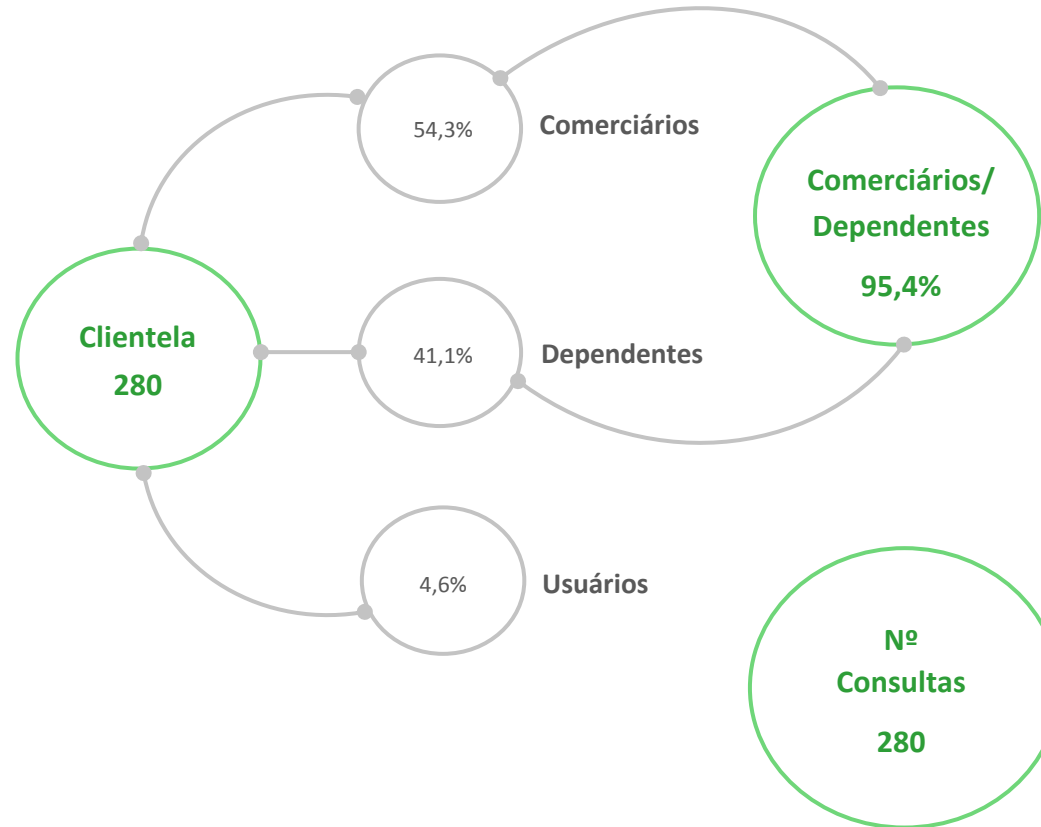 54,3%
Comerciários
Comerciários/
Dependentes
95,4%
Clientela
280
41,1%
Dependentes
4,6%
Usuários
Nº
Consultas
280